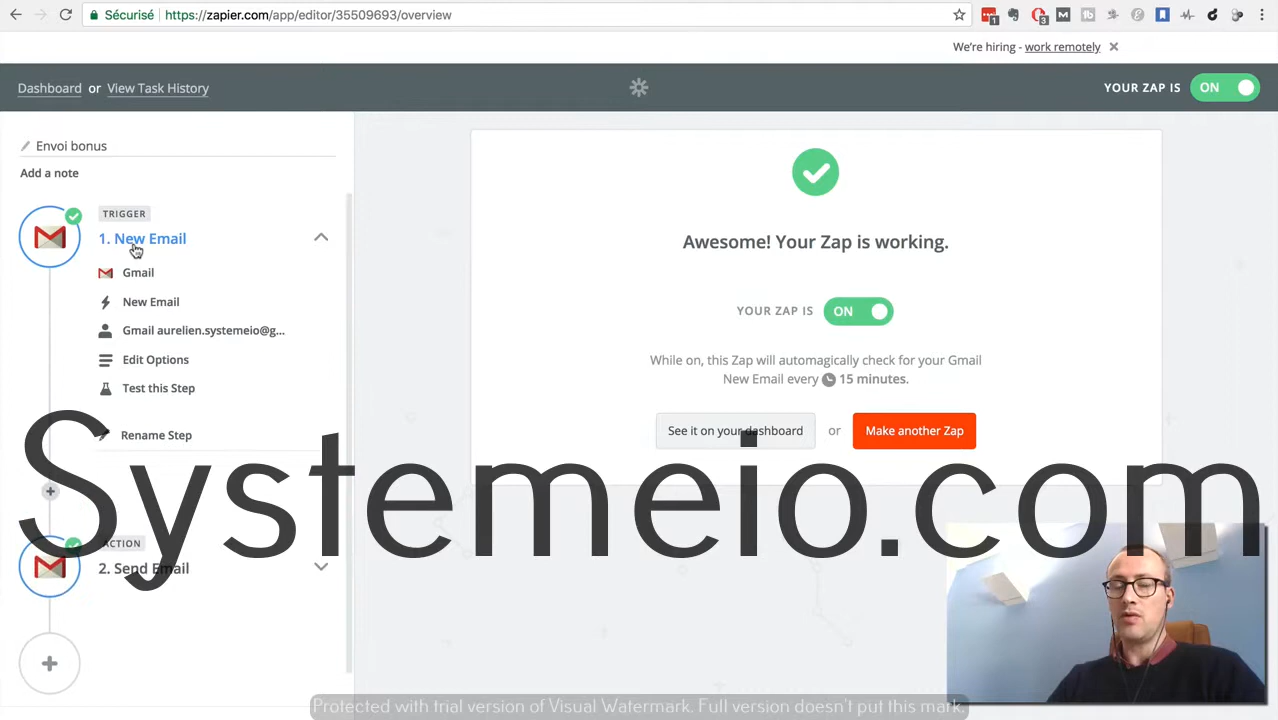 Sécurisé
https://zapier.com/app/editor/35509693/overview
1
3
We're hiring - work remotely
Dashboard or View Task History
YOUR ZAP IS ON
Envoi bonus
Add a note
TRIGGER
1. New Email
Gmail
New Email
Gmail aurelien.systemeio@g...
Edit Options
Test this Step
Rename Step
ACTION
2. Send Email
Awesome! Your Zap is working.
YOUR ZAP IS ON
While on, this Zap will automagically check for your Gmail
New Email every 15 minutes.
See it on your dashboard or Make another Zap
Systemeio.com
Protected with trial version of Visual Watermark. Full version doesn't put this mark.